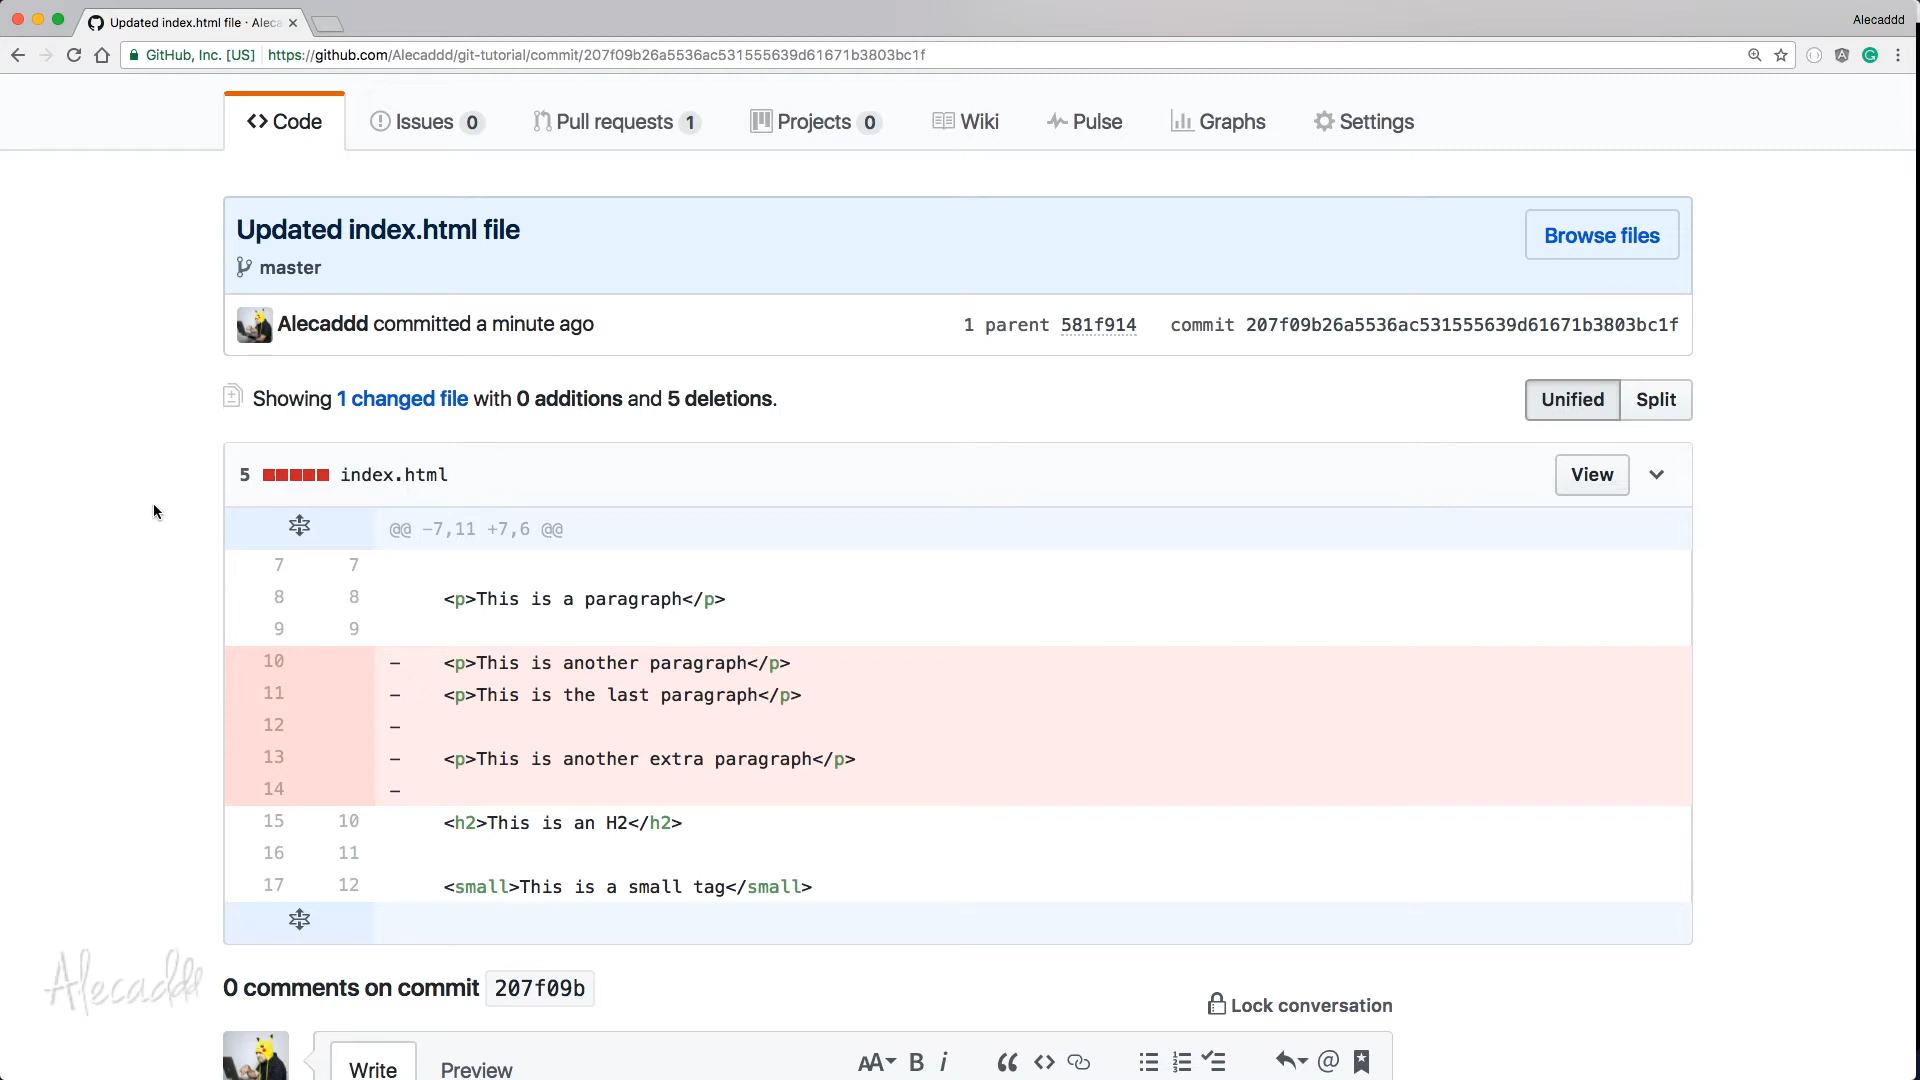 Updated index.html file · Aleca
Alecaddd
GitHub, Inc. [US] https://github.com/Alecaddd/git-tutorial/commit/207f09b26a5536ac531555639d61671b3803bc1f
Code Issues 0 Pull requests 1 Projects 0 Wiki Pulse Graphs Settings
Updated index.html file
Browse files
master
Alecaddd committed a minute ago 1 parent 581f914 commit 207f09b26a5536ac531555639d61671b3803bc1f
Showing 1 changed file with 0 additions and 5 deletions.
Unified Split
5 index.html View
@@ -7,11 +7,6 @@
7 7
8 8 <p>This is a paragraph</p>
9 9
10 - <p>This is another paragraph</p>
11 - <p>This is the last paragraph</p>
12 -
13 - <p>This is another extra paragraph</p>
14 -
15 10 <h2>This is an H2</h2>
16 11
17 12 <small>This is a small tag</small>
Alecaddd
0 comments on commit 207f09b
Lock conversation
Write Preview AA B i